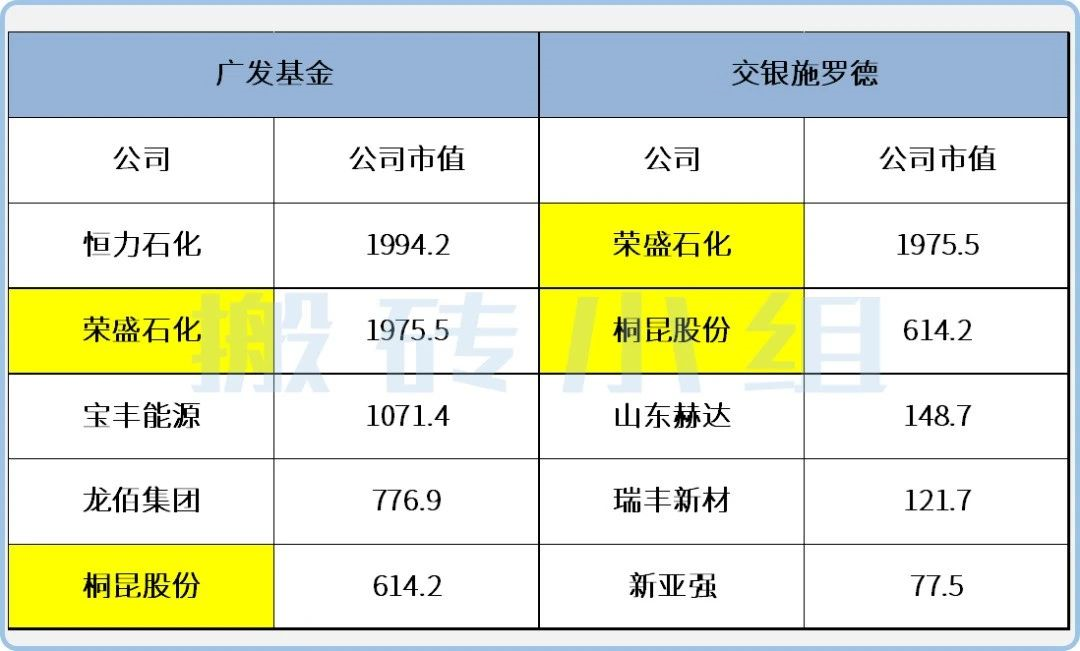 广发基金 交银施罗德
公司 公司市值 公司 公司市值
恒力石化 1994.2 荣盛石化 1975.5
荣盛石化 1975.5 桐昆股份 614.2
宝丰能源 1071.4 山东赫达 148.7
龙佰集团 776.9 瑞丰新材 121.7
桐昆股份 614.2 新亚强 77.5
搬砖小组